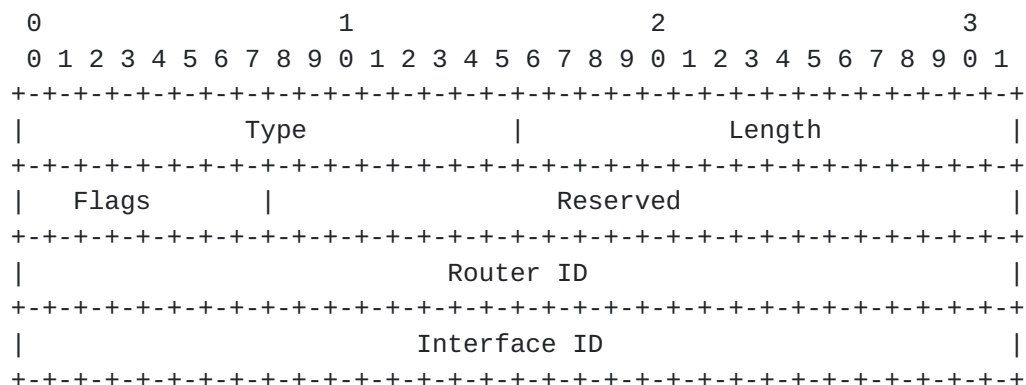 0                   1                   2                   3
 0 1 2 3 4 5 6 7 8 9 0 1 2 3 4 5 6 7 8 9 0 1 2 3 4 5 6 7 8 9 0 1
+-+-+-+-+-+-+-+-+-+-+-+-+-+-+-+-+-+-+-+-+-+-+-+-+-+-+-+-+-+-+-+-+
|              Type             |             Length            |
+-+-+-+-+-+-+-+-+-+-+-+-+-+-+-+-+-+-+-+-+-+-+-+-+-+-+-+-+-+-+-+-+
|   Flags       |                  Reserved                     |
+-+-+-+-+-+-+-+-+-+-+-+-+-+-+-+-+-+-+-+-+-+-+-+-+-+-+-+-+-+-+-+-+
|                           Router ID                           |
+-+-+-+-+-+-+-+-+-+-+-+-+-+-+-+-+-+-+-+-+-+-+-+-+-+-+-+-+-+-+-+-+
|                         Interface ID                          |
+-+-+-+-+-+-+-+-+-+-+-+-+-+-+-+-+-+-+-+-+-+-+-+-+-+-+-+-+-+-+-+-+